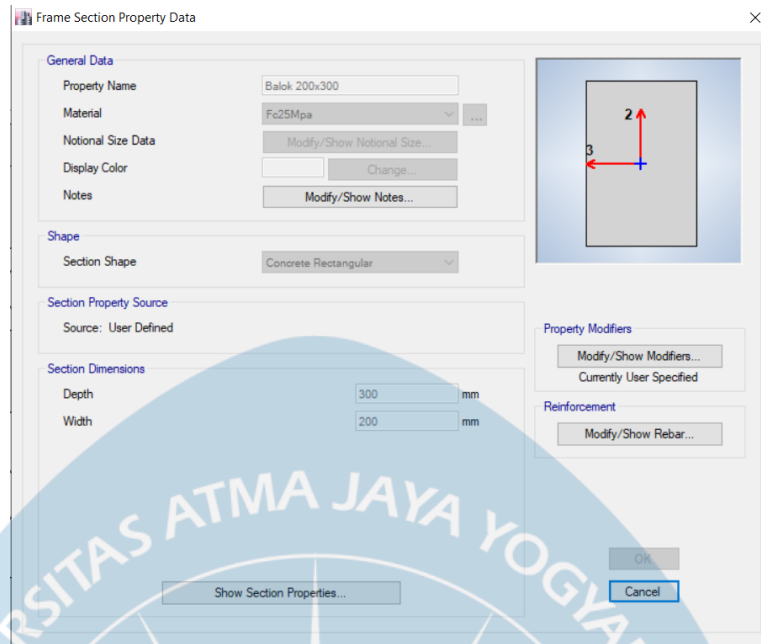 Frame Section Property Data
General Data
Property Name Balok 200x300
Material Fc25Mpa ...
Notional Size Data Modify/Show Notional Size...
Display Color Change...
Notes Modify/Show Notes...
2
3
Shape
Section Shape Concrete Rectangular
Section Property Source
Source: User Defined
Property Modifiers
Modify/Show Modifiers...
Currently User Specified
Section Dimensions
Depth 300 mm
Width 200 mm
Reinforcement
Modify/Show Rebar...
Show Section Properties...
OK
Cancel
RSITAS ATMA JAYA YOGYA